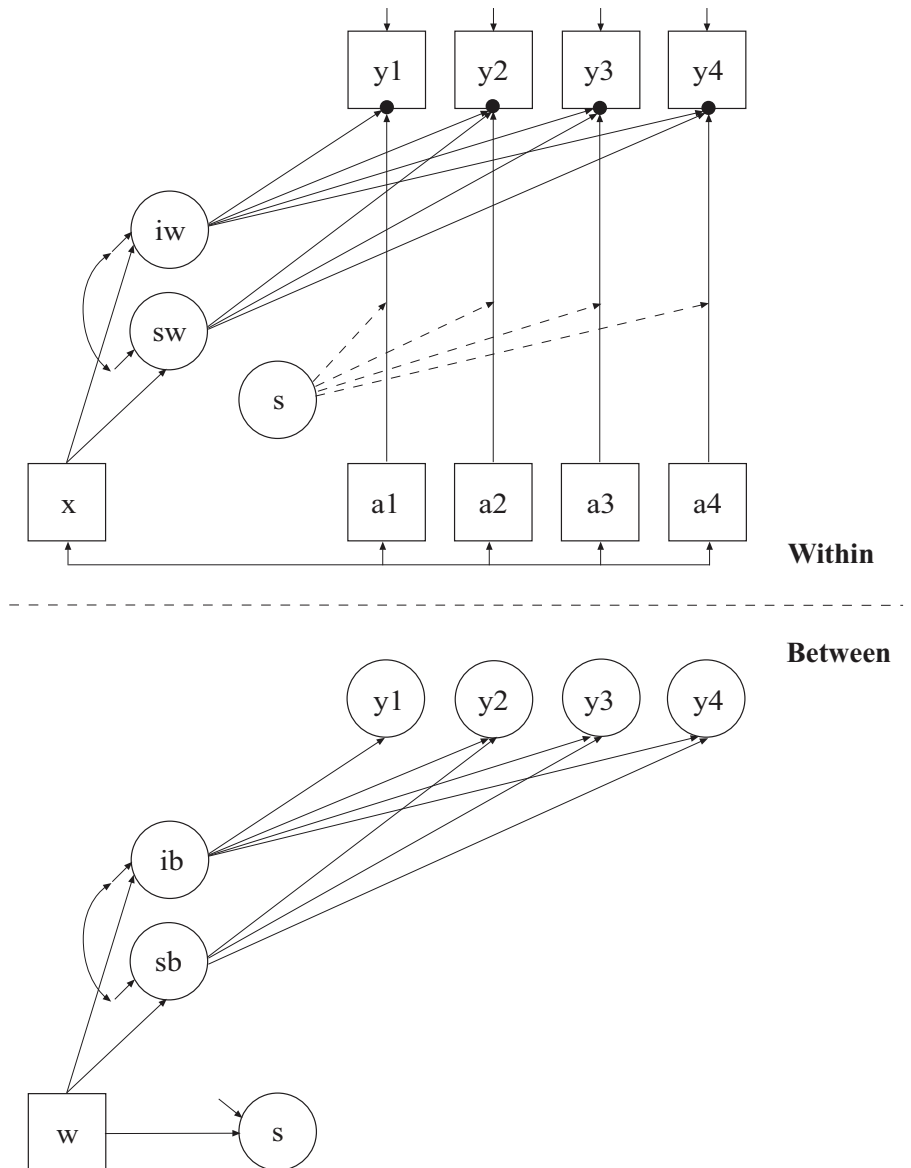 y1 y2 y3 y4
iw
sw
s
x a1 a2 a3 a4
Within
Between
y1 y2 y3 y4
ib
sb
w s